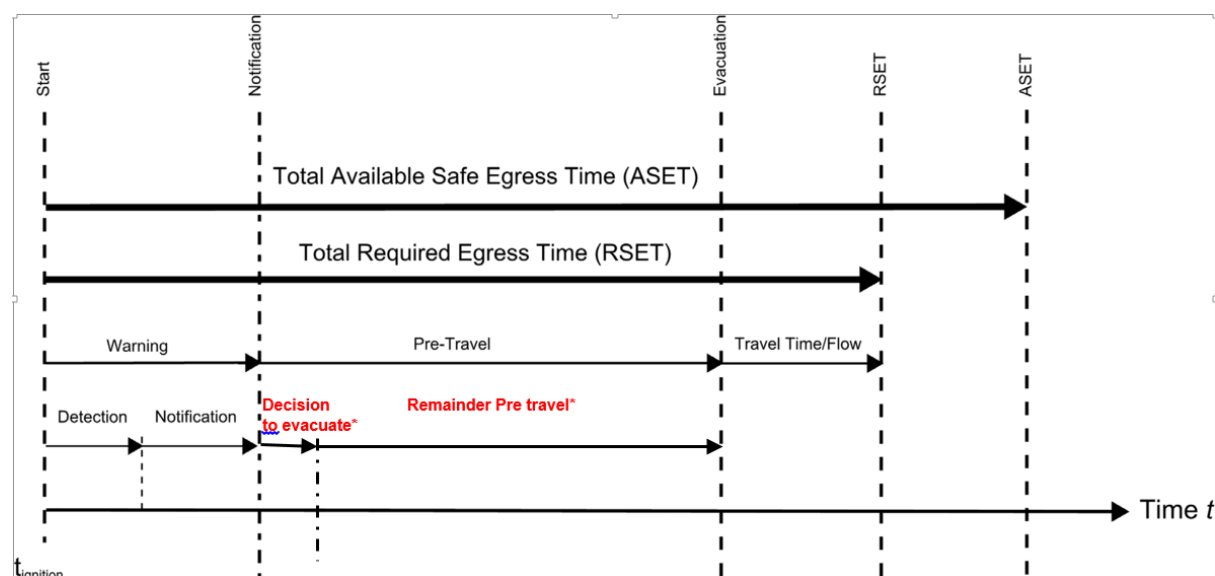 Start
Notification
Evacuation
RSET
ASET
Total Available Safe Egress Time (ASET)
Total Required Egress Time (RSET)
Warning
Pre-Travel
Travel Time/Flow
Detection
Notification
Decision
to evacuate*
Remainder Pre travel*
Time t
tignition